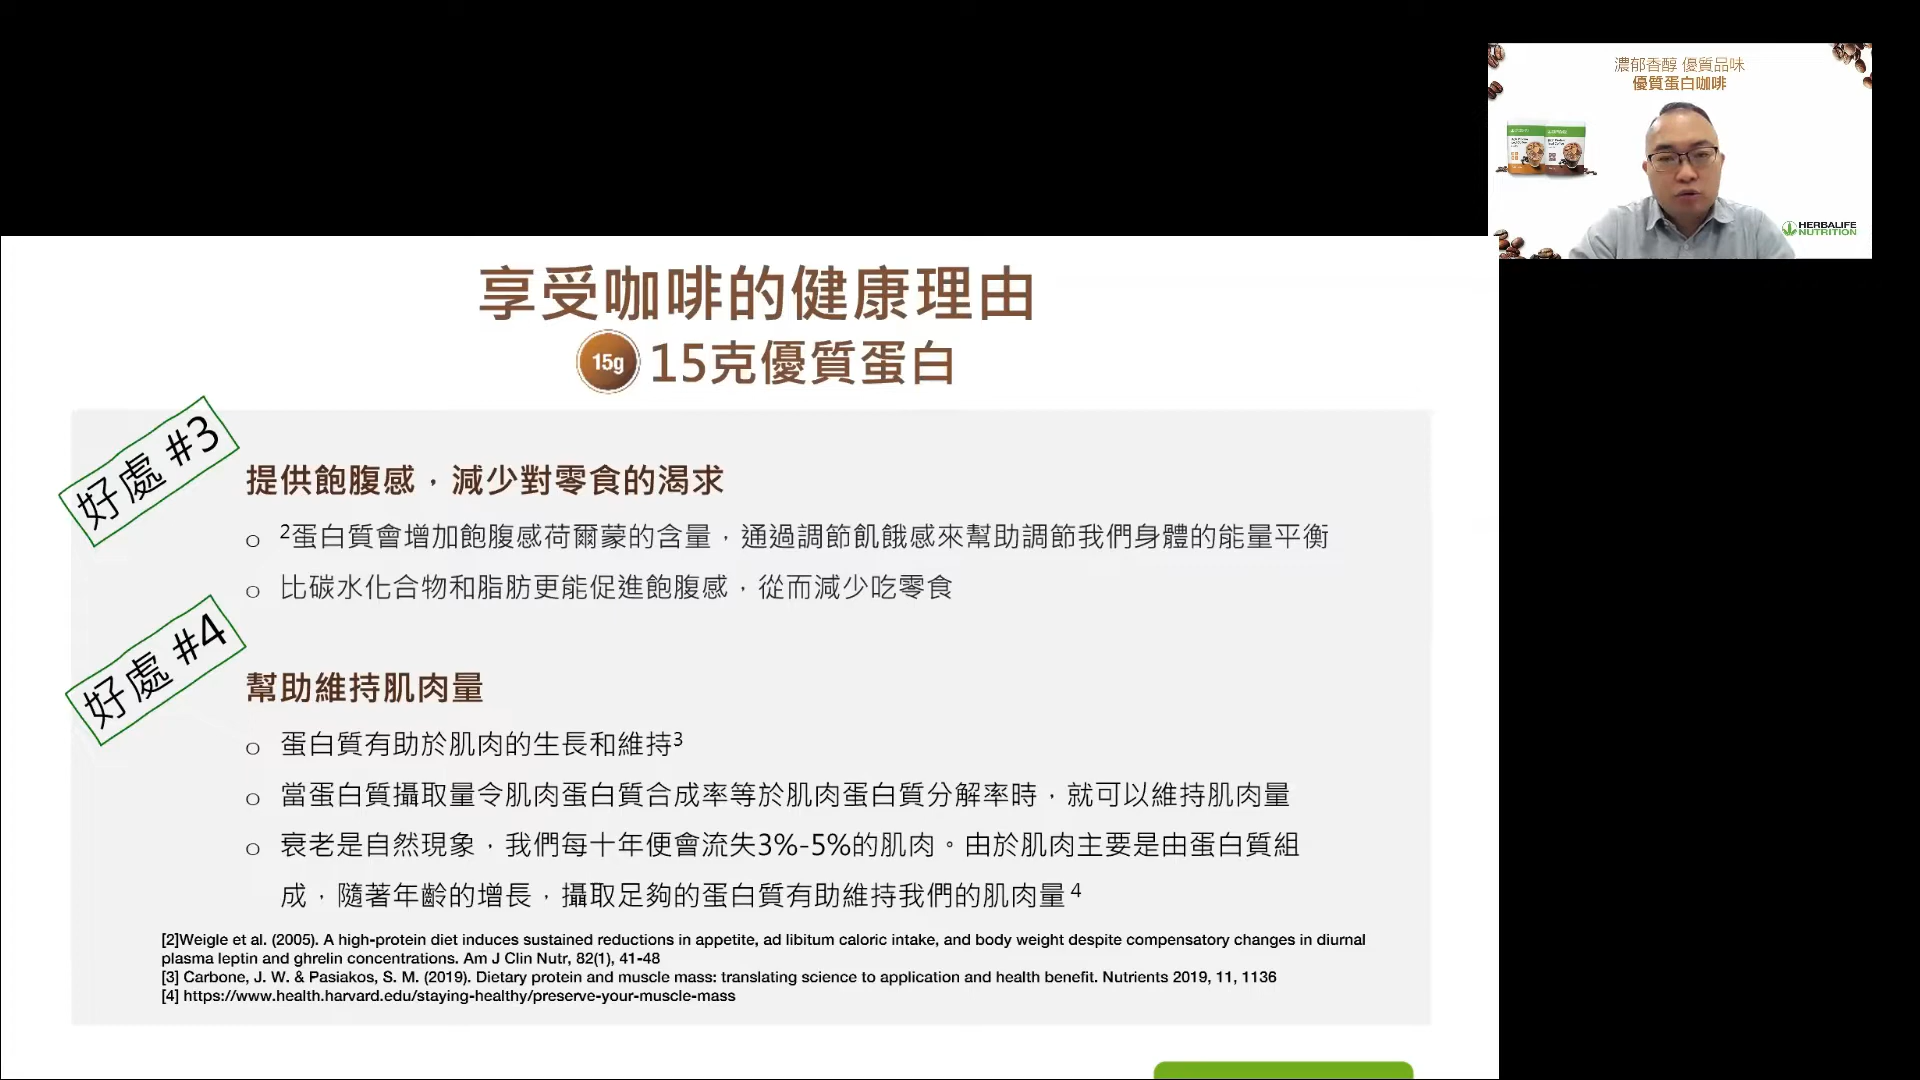 濃郁香醇 優質品味
優質蛋白咖啡
HERBALIFE
NUTRITION
享受咖啡的健康理由
15g 15克優質蛋白
好處 #3
提供飽腹感，減少對零食的渴求
o ²蛋白質會增加飽腹感荷爾蒙的含量，通過調節飢餓感來幫助調節我們身體的能量平衡
o 比碳水化合物和脂肪更能促進飽腹感，從而減少吃零食
好處 #4
幫助維持肌肉量
o 蛋白質有助於肌肉的生長和維持³
o 當蛋白質攝取量令肌肉蛋白質合成率等於肌肉蛋白質分解率時，就可以維持肌肉量
o 衰老是自然現象，我們每十年便會流失3%-5%的肌肉。由於肌肉主要是由蛋白質組
成，隨著年齡的增長，攝取足夠的蛋白質有助維持我們的肌肉量⁴
[2]Weigle et al. (2005). A high-protein diet induces sustained reductions in appetite, ad libitum caloric intake, and body weight despite compensatory changes in diurnal
plasma leptin and ghrelin concentrations. Am J Clin Nutr, 82(1), 41-48
[3] Carbone, J. W. & Pasiakos, S. M. (2019). Dietary protein and muscle mass: translating science to application and health benefit. Nutrients 2019, 11, 1136
[4] https://www.health.harvard.edu/staying-healthy/preserve-your-muscle-mass